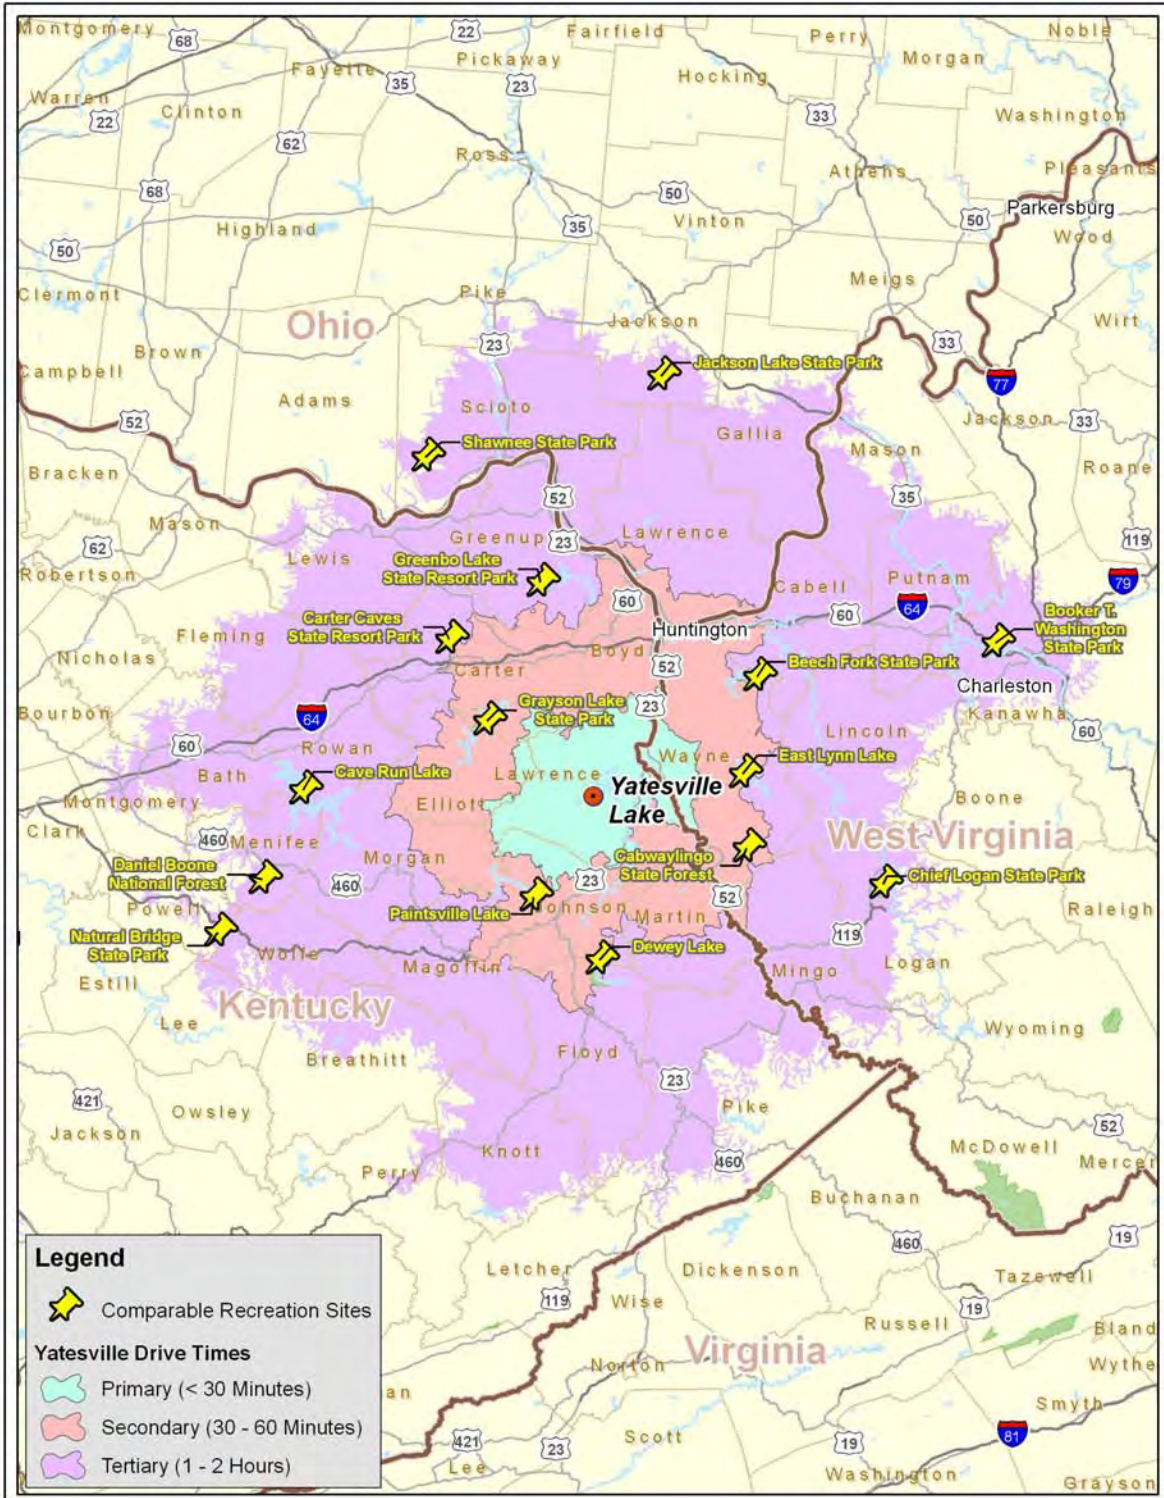 Montgomery
68
22
Fairfield
Perry
Noble
Fayette
Pickaway
Hocking
Morgan
Warren
Clinton
35
23
22
62
33
Washington
Ross
Athens
Pleasants
68
50
Vinton
Parkersburg
Highland
35
50
Wood
50
Clermont
Pike
Meigs
Ohio
Jackson
Wirt
Brown
23
33
Campbell
Jackson Lake State Park
77
Adams
Scioto
52
Gallia
Jackson
33
Shawnee State Park
Mason
Bracken
Roane
52
35
Mason
Greenup
Lawrence
119
62
Lewis
23
Robertson
Greenbo Lake
State Resort Park
Cabell
Putnam
79
60
64
Carter Caves
State Resort Park
60
Booker T.
Washington
State Park
Fleming
Huntington
Nicholas
Boyd
52
Carter
Beech Fork State Park
Charleston
Bourbon
64
Grayson Lake
State Park
23
Kanawha
60
60
Rowan
Lincoln
Wayne
East Lynn Lake
Bath
Cave Run Lake
Lawrence
Yatesville
Lake
Montgomery
Elliott
Boone
Clark
460
Menifee
West Virginia
Morgan
Cabwaylingo
State Forest
Daniel Boone
National Forest
460
23
Chief Logan State Park
52
Powell
Paintsville Lake
Johnson
Martin
Raleigh
Natural Bridge
State Park
119
Wolfe
Dewey Lake
Magoffin
Logan
Mingo
Estill
Kentucky
Lee
Wyoming
Breathitt
Floyd
23
421
Owsley
Pike
52
Jackson
McDowell
Knott
Mercer
460
Perry
Buchanan
19
Legend
Comparable Recreation Sites
Yatesville Drive Times
Primary (< 30 Minutes)
Secondary (30 - 60 Minutes)
Tertiary (1 - 2 Hours)
460
Letcher
Dickenson
Tazewell
119
Wise
19
Russell
Bland
Virginia
Norton
Wythe
an
Smyth
421
23
Scott
19
81
Lee
Washington
Grayson